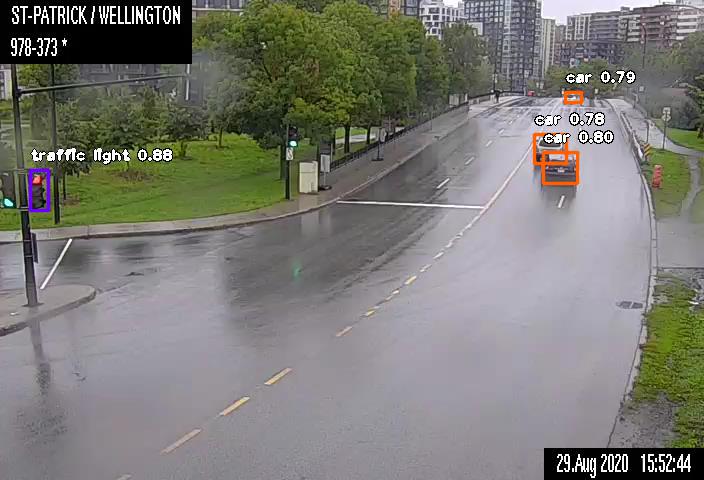 ST-PATRICK / WELLINGTON
978-373 *
car 0.79
car 0.78
car 0.80
traffic light 0.88
29.Aug 2020 15:52:44